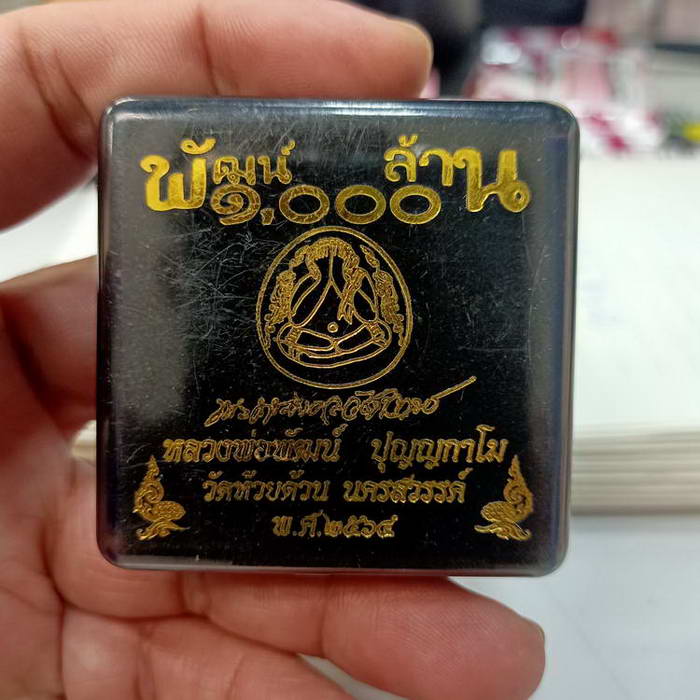 พัฒน์ ล้าน
๑,๐๐๐
หลวงพ่อพัฒน์ ปุญญกาโม
วัดห้วยด้วน นครสวรรค์
พ.ศ.๒๕๖๔